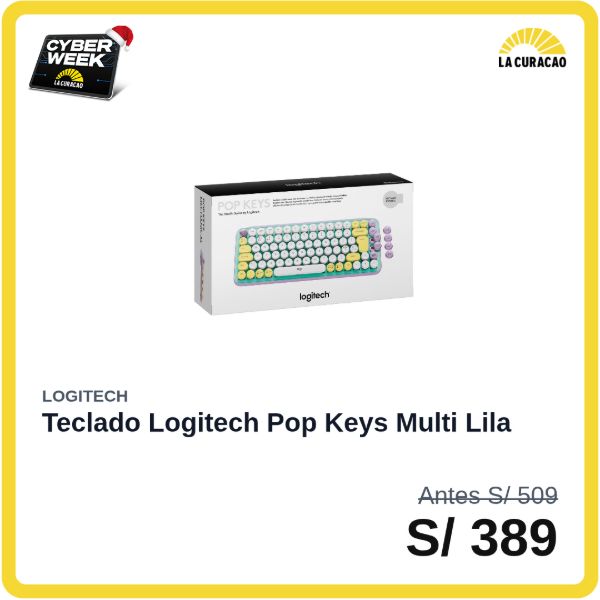 CYBER
WEEK
LA CURACAO
LA CURACAO
logitech
POP KEYS
logitech
LOGITECH
Teclado Logitech Pop Keys Multi Lila
Antes S/ 509
S/ 389